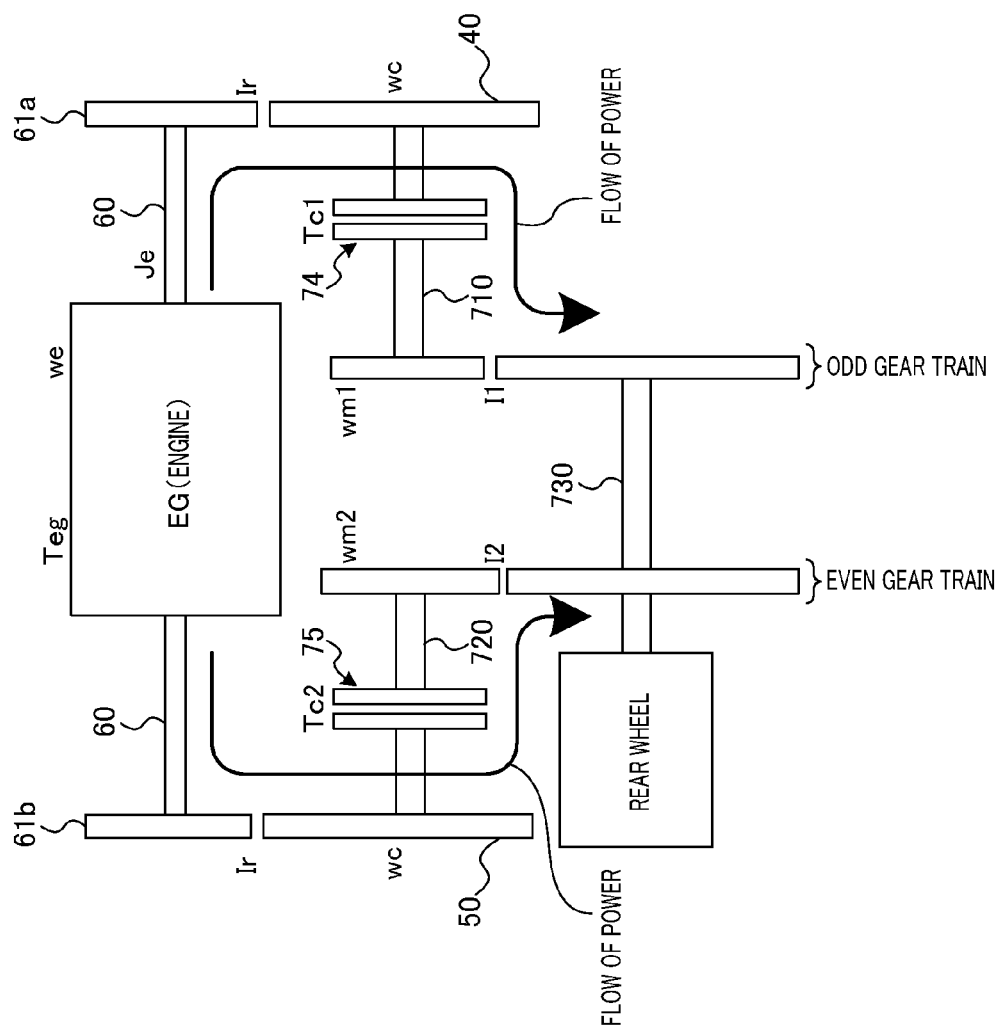 61b
60
Teg
we
EG(ENGINE)
Je
60
61a
Ir
Ir
wc
Tc2
75
wm2
wm1
74
Tc1
wc
50
720
I2
I1
710
40
730
REAR WHEEL
FLOW OF POWER
FLOW OF POWER
EVEN GEAR TRAIN
ODD GEAR TRAIN